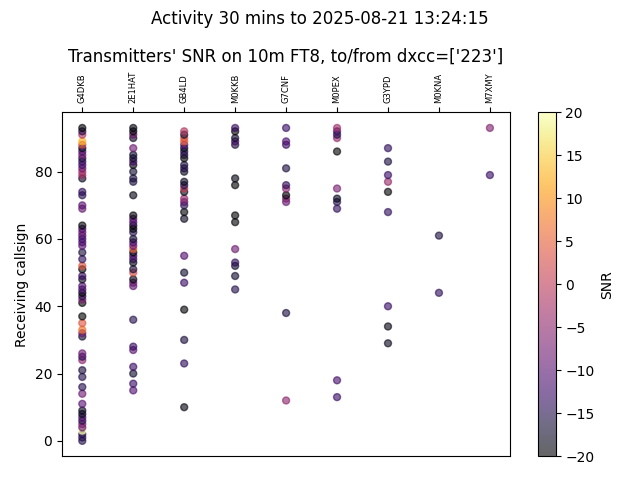 Activity 30 mins to 2025-08-21 13:24:15
Transmitters' SNR on 10m FT8, to/from dxcc=['223']
G4DKB 2E1HAT GB4LD M0KKB G7CNF M0PEX G3YPD M0KNA M7XMY
80
60
40
20
0
Receiving callsign
20
15
10
5
0
−5
−10
−15
−20
SNR